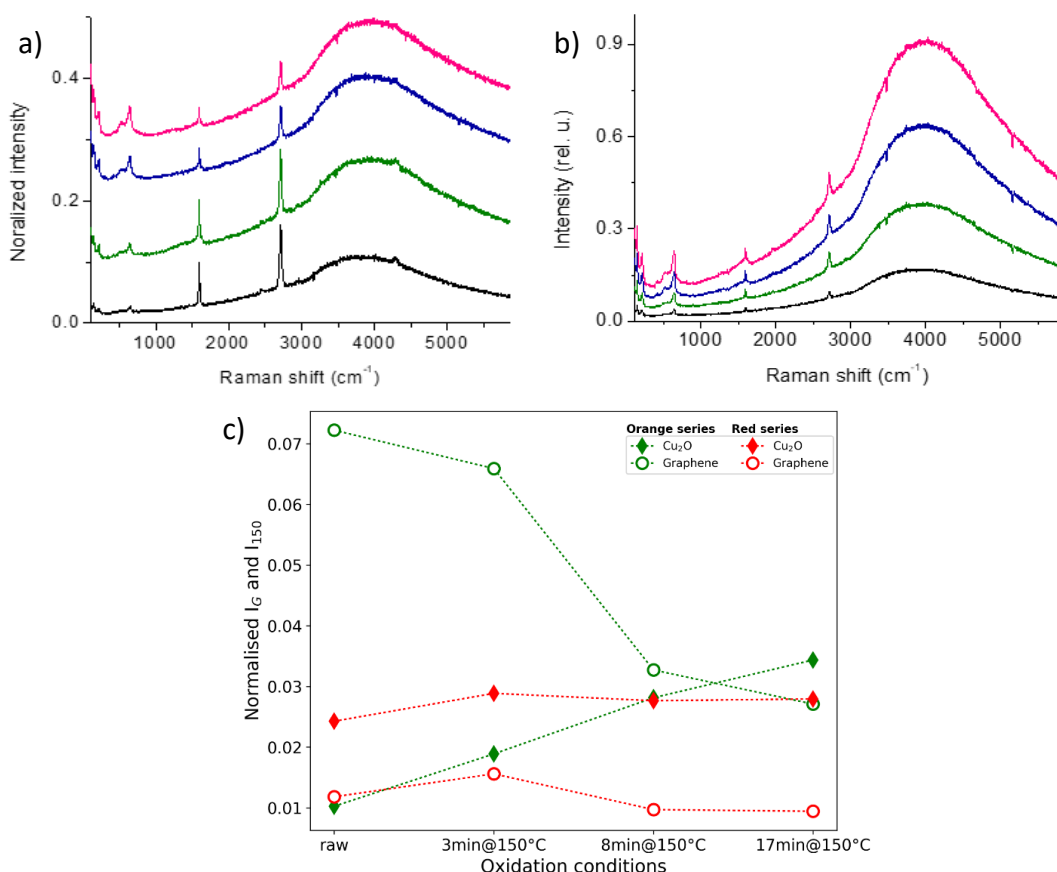 a)
Noralized intensity
0.4
0.2
0.0
1000 2000 3000 4000 5000
Raman shift (cm⁻¹)
b)
Intensity (rel. u.)
0.9
0.6
0.3
0.0
1000 2000 3000 4000 5000
Raman shift (cm⁻¹)
c)
Orange series Red series
Cu₂O Cu₂O
Graphene Graphene
Normalised I_G and I₁₅₀
0.07
0.06
0.05
0.04
0.03
0.02
0.01
raw 3min@150°C 8min@150°C 17min@150°C
Oxidation conditions